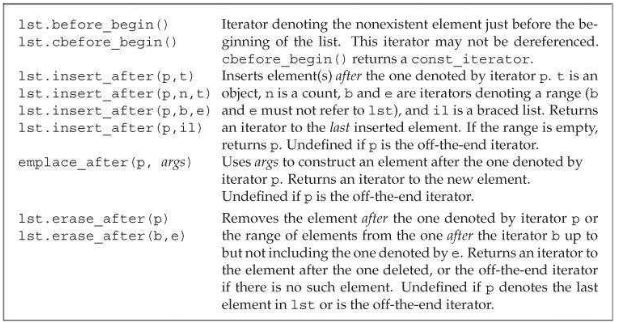 lst.before_begin() Iterator denoting the nonexistent element just before the be-
lst.cbefore_begin() ginning of the list. This iterator may not be dereferenced.
cbefore_begin() returns a const_iterator.
lst.insert_after(p,t) Inserts element(s) after the one denoted by iterator p. t is an
lst.insert_after(p,n,t) object, n is a count, b and e are iterators denoting a range (b
lst.insert_after(p,b,e) and e must not refer to lst), and il is a braced list. Returns
lst.insert_after(p,il) an iterator to the last inserted element. If the range is empty,
returns p. Undefined if p is the off-the-end iterator.
emplace_after(p, args) Uses args to construct an element after the one denoted by
iterator p. Returns an iterator to the new element.
Undefined if p is the off-the-end iterator.
lst.erase_after(p) Removes the element after the one denoted by iterator p or
lst.erase_after(b,e) the range of elements from the one after the iterator b up to
but not including the one denoted by e. Returns an iterator to
the element after the one deleted, or the off-the-end iterator
if there is no such element. Undefined if p denotes the last
element in lst or is the off-the-end iterator.